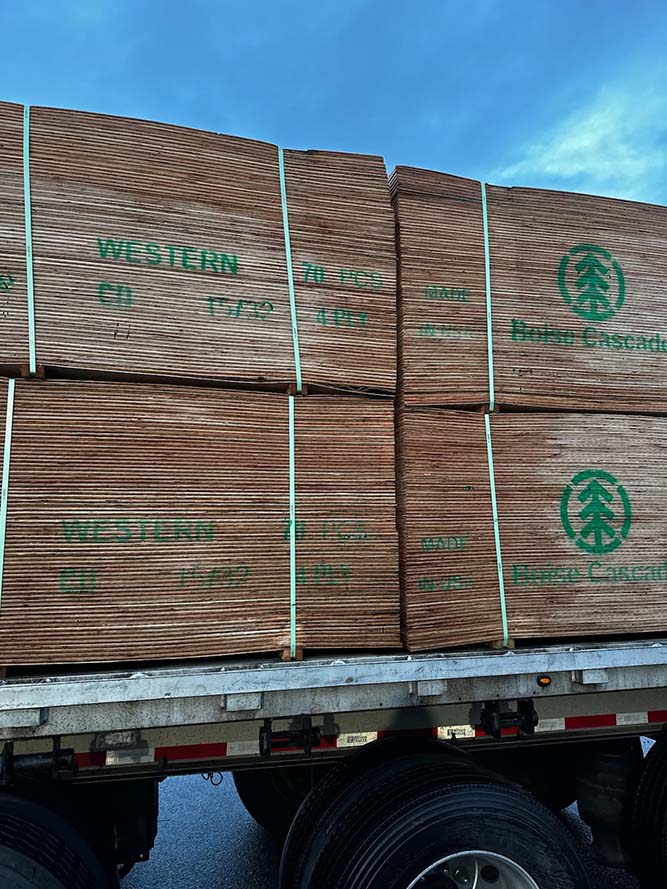 WESTERN 70 PCS
CD 15/32 4 PLY
MADE
IN USA
Boise Cascade
WESTERN 70 PCS
CD 15/32 4 PLY
MADE
IN USA
Boise Cascade